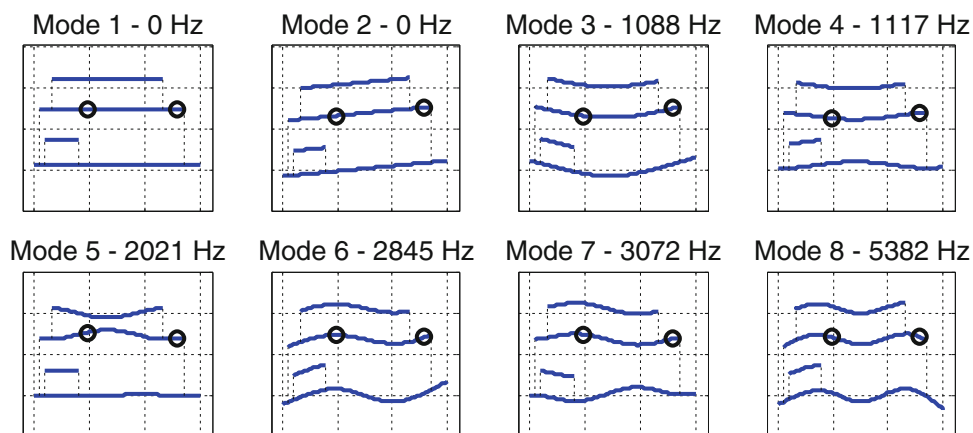 Mode 1 - 0 Hz
Mode 2 - 0 Hz
Mode 3 - 1088 Hz
Mode 4 - 1117 Hz
Mode 5 - 2021 Hz
Mode 6 - 2845 Hz
Mode 7 - 3072 Hz
Mode 8 - 5382 Hz